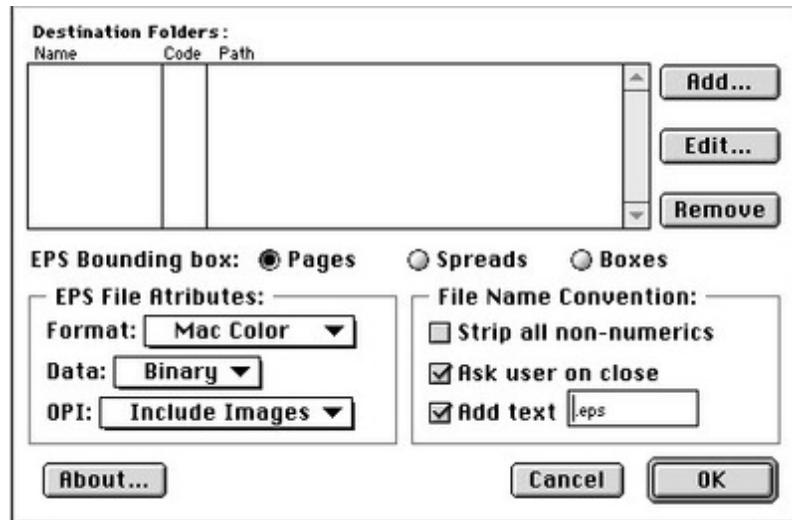 Destination Folders:
Name Code Path
Add...
Edit...
Remove
EPS Bounding box: Pages Spreads Boxes
EPS File Atributes:
Format: Mac Color
Data: Binary
OPI: Include Images
File Name Convention:
Strip all non-numerics
Ask user on close
Add text .eps
About...
Cancel
OK